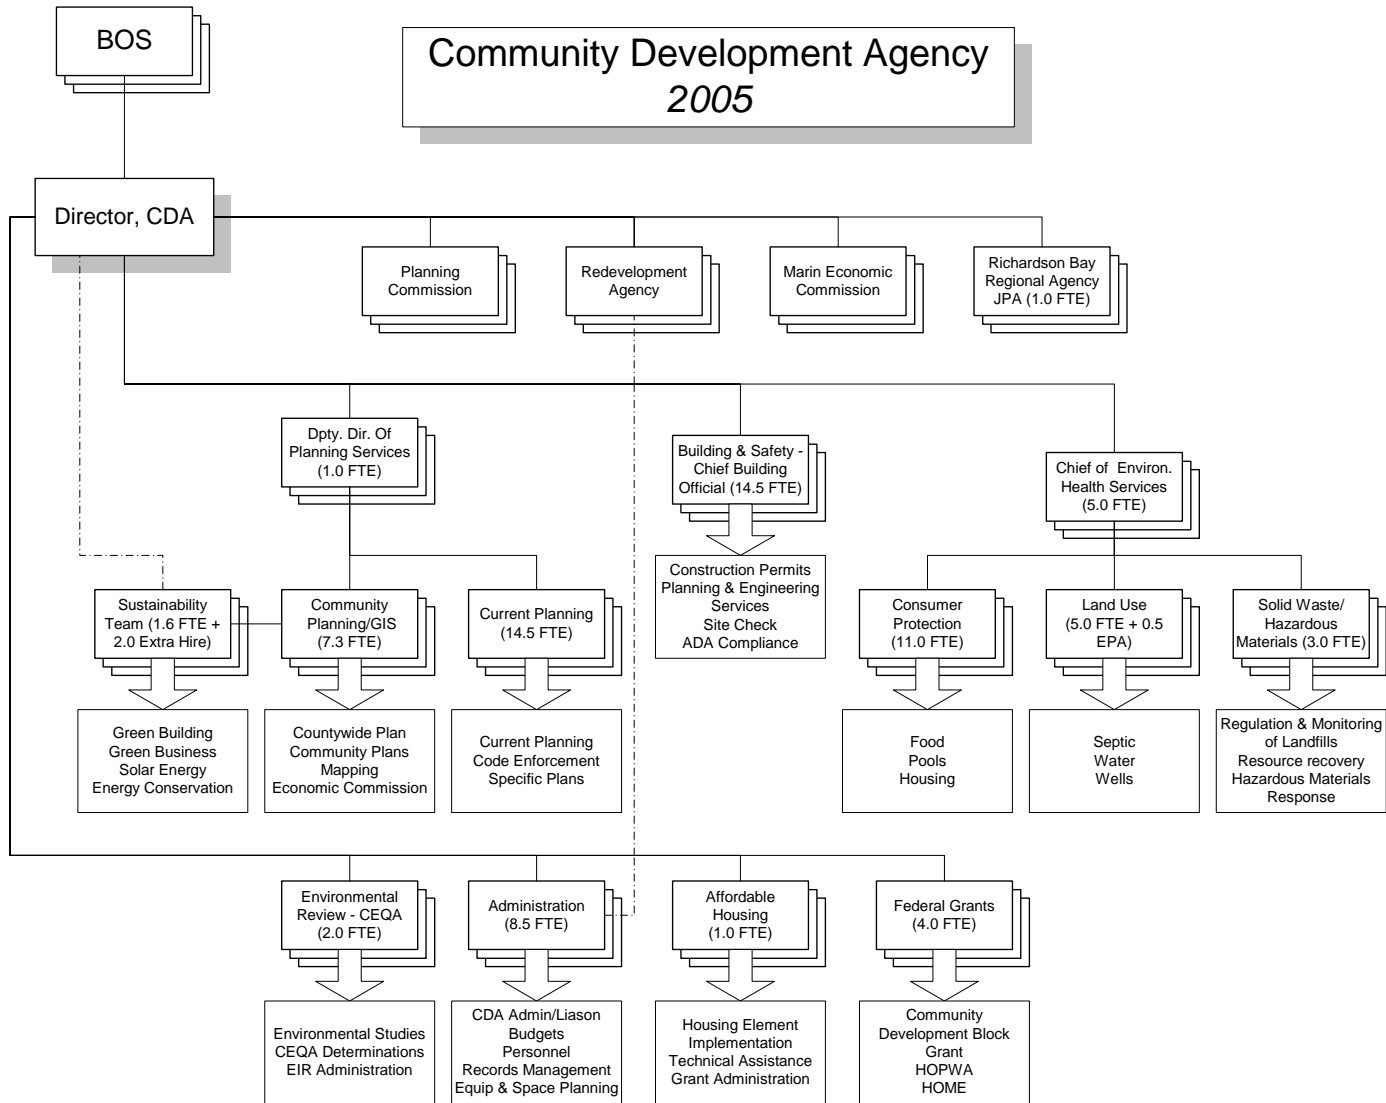 BOS
Community Development Agency
2005
Director, CDA
Planning
Commission
Redevelopment
Agency
Marin Economic
Commission
Richardson Bay
Regional Agency
JPA (1.0 FTE)
Dpty. Dir. Of
Planning Services
(1.0 FTE)
Building & Safety -
Chief Building
Official (14.5 FTE)
Chief of Environ.
Health Services
(5.0 FTE)
Construction Permits
Planning & Engineering
Services
Site Check
ADA Compliance
Sustainability
Team (1.6 FTE +
2.0 Extra Hire)
Community
Planning/GIS
(7.3 FTE)
Current Planning
(14.5 FTE)
Consumer
Protection
(11.0 FTE)
Land Use
(5.0 FTE + 0.5
EPA)
Solid Waste/
Hazardous
Materials (3.0 FTE)
Green Building
Green Business
Solar Energy
Energy Conservation
Countywide Plan
Community Plans
Mapping
Economic Commission
Current Planning
Code Enforcement
Specific Plans
Food
Pools
Housing
Septic
Water
Wells
Regulation & Monitoring
of Landfills
Resource recovery
Hazardous Materials
Response
Environmental
Review - CEQA
(2.0 FTE)
Administration
(8.5 FTE)
Affordable
Housing
(1.0 FTE)
Federal Grants
(4.0 FTE)
Environmental Studies
CEQA Determinations
EIR Administration
CDA Admin/Liason
Budgets
Personnel
Records Management
Equip & Space Planning
Housing Element
Implementation
Technical Assistance
Grant Administration
Community
Development Block
Grant
HOPWA
HOME